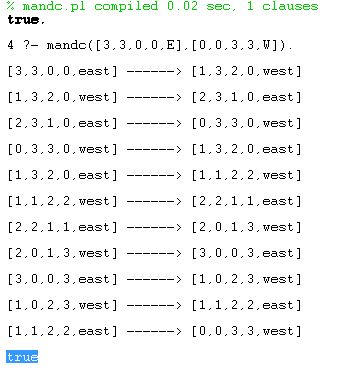 % mandc.pl compiled 0.02 sec, 1 clauses
true.
4 ?- mandc([3,3,0,0,E],[0,0,3,3,W]).
[3,3,0,0,east] ------> [1,3,2,0,west]
[1,3,2,0,west] ------> [2,3,1,0,east]
[2,3,1,0,east] ------> [0,3,3,0,west]
[0,3,3,0,west] ------> [1,3,2,0,east]
[1,3,2,0,east] ------> [1,1,2,2,west]
[1,1,2,2,west] ------> [2,2,1,1,east]
[2,2,1,1,east] ------> [2,0,1,3,west]
[2,0,1,3,west] ------> [3,0,0,3,east]
[3,0,0,3,east] ------> [1,0,2,3,west]
[1,0,2,3,west] ------> [1,1,2,2,east]
[1,1,2,2,east] ------> [0,0,3,3,west]
true